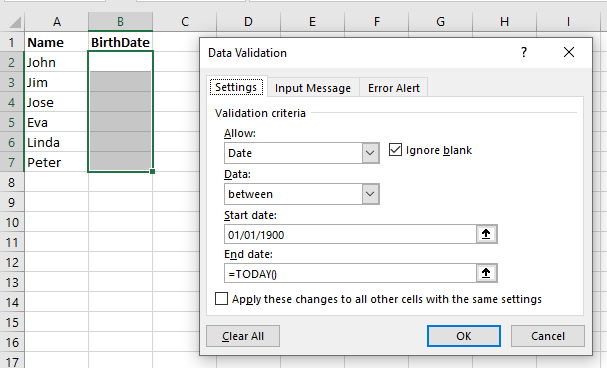 A B C D E F G H I
1 Name BirthDate
2 John
3 Jim
4 Jose
5 Eva
6 Linda
7 Peter
8
9
10
11
12
13
14
15
16
17
Data Validation
? ×
Settings Input Message Error Alert
Validation criteria
Allow:
Date Ignore blank
Data:
between
Start date:
01/01/1900
End date:
=TODAY()
Apply these changes to all other cells with the same settings
Clear All OK Cancel